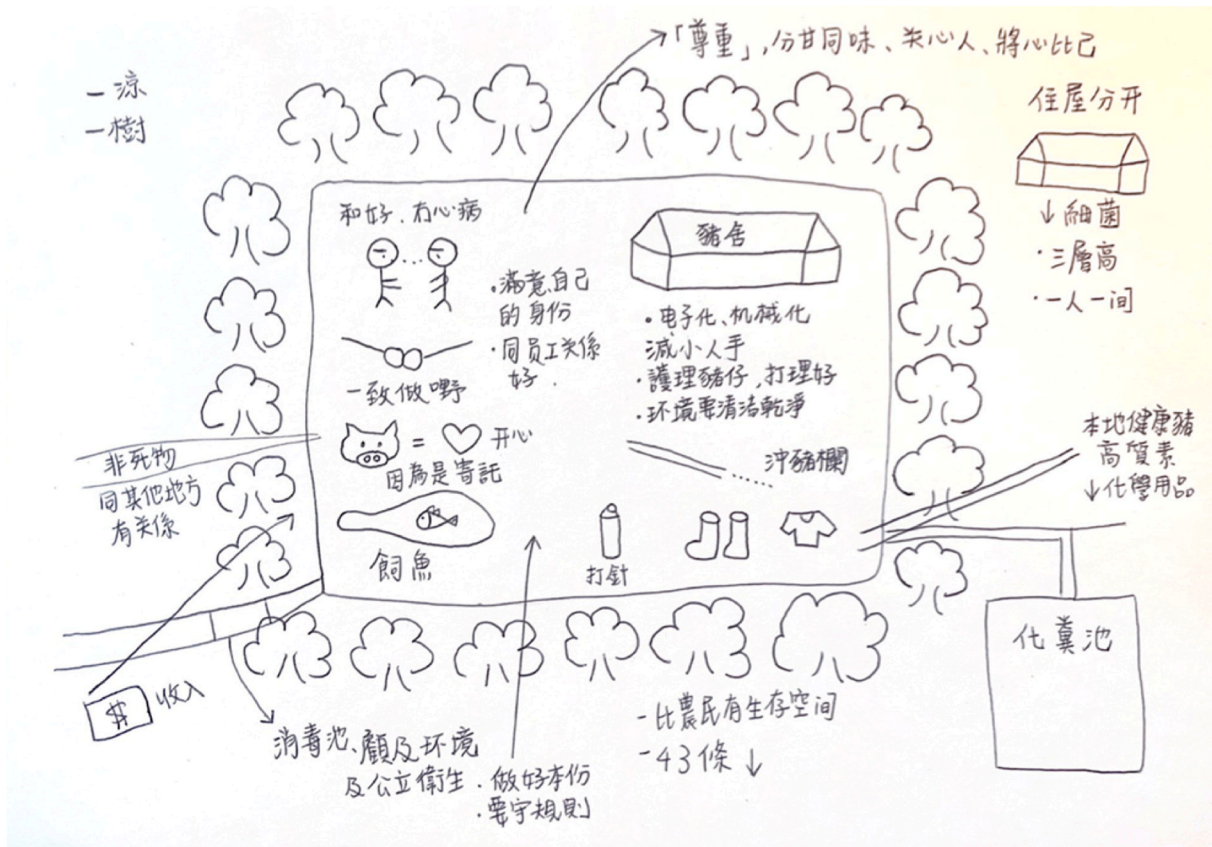 「尊重」,分甘同味、关心人、將心比己
- 涼
- 樹
住屋分开
↓細菌
·三層高
·一人一间
和好、冇心病
·滿意自己
的身份
·同员工关係
好.
一致做嘢
= 开心
因為是寄託
飼魚
豬舍
·电子化、机械化
減小人手
·護理豬仔,打理好
·环境要清洁乾淨
沖豬欄
打針
非死物
同其他地方
有关係
本地健康豬
高質素
↓化學用品
化糞池
$ 收入
消毒池、顧及环境
及公立衛生
·做好本份
·要守規則
- 比農民有生存空间
- 43條 ↓